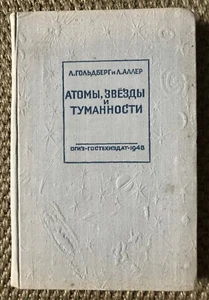 Л.ГОЛЬДБЕРГ и Л.АЛЛЕР
АТОМЫ, ЗВЁЗДЫ
И
ТУМАННОСТИ
ОГИЗ-ГОСТЕХИЗДАТ-1948